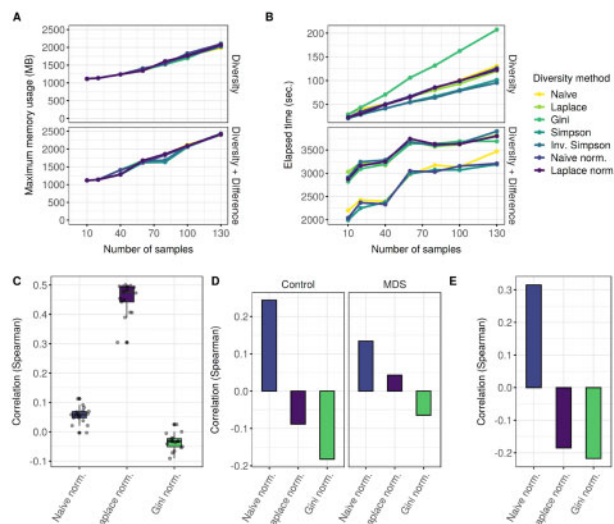 A
Maximum memory usage (MB)
2500
2000
1500
1000
500
0
Diversity
2500
2000
1500
1000
500
0
Diversity + Difference
10 40 70 100 130
Number of samples
B
Elapsed time (sec.)
200
150
100
50
Diversity
3500
3000
2500
2000
Diversity + Difference
10 40 70 100 130
Number of samples
Diversity method
Naive
Laplace
Gini
Simpson
Inv. Simpson
Naive norm.
Laplace norm.
C
Correlation (Spearman)
0.5
0.4
0.3
0.2
0.1
0.0
-0.1
Naive norm.
aplace norm.
Gini norm.
D
Control MDS
Correlation (Spearman)
0.2
0.1
0.0
-0.1
-0.2
Naive norm.
aplace norm.
Gini norm.
Naive norm.
aplace norm.
Gini norm.
E
Correlation (Spearman)
0.3
0.2
0.1
0.0
-0.1
-0.2
Naive norm.
aplace norm.
Gini norm.